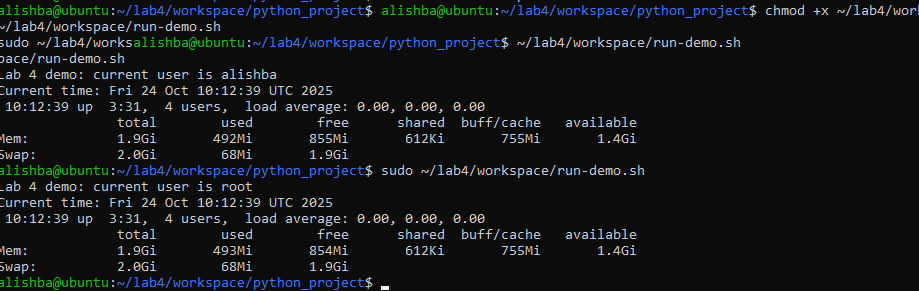 alishba@ubuntu:~/lab4/workspace/python_project$ alishba@ubuntu:~/lab4/workspace/python_project$ chmod +x ~/lab4/wor
~/lab4/workspace/run-demo.sh
sudo ~/lab4/worksalishba@ubuntu:~/lab4/workspace/python_project$ ~/lab4/workspace/run-demo.sh
pace/run-demo.sh
Lab 4 demo: current user is alishba
Current time: Fri 24 Oct 10:12:39 UTC 2025
 10:12:39 up  3:31,  4 users,  load average: 0.00, 0.00, 0.00
               total        used        free      shared  buff/cache   available
Mem:           1.9Gi       492Mi       855Mi       612Ki       755Mi       1.4Gi
Swap:          2.0Gi        68Mi       1.9Gi
alishba@ubuntu:~/lab4/workspace/python_project$ sudo ~/lab4/workspace/run-demo.sh
Lab 4 demo: current user is root
Current time: Fri 24 Oct 10:12:39 UTC 2025
 10:12:39 up  3:31,  4 users,  load average: 0.00, 0.00, 0.00
               total        used        free      shared  buff/cache   available
Mem:           1.9Gi       493Mi       854Mi       612Ki       755Mi       1.4Gi
Swap:          2.0Gi        68Mi       1.9Gi
alishba@ubuntu:~/lab4/workspace/python_project$